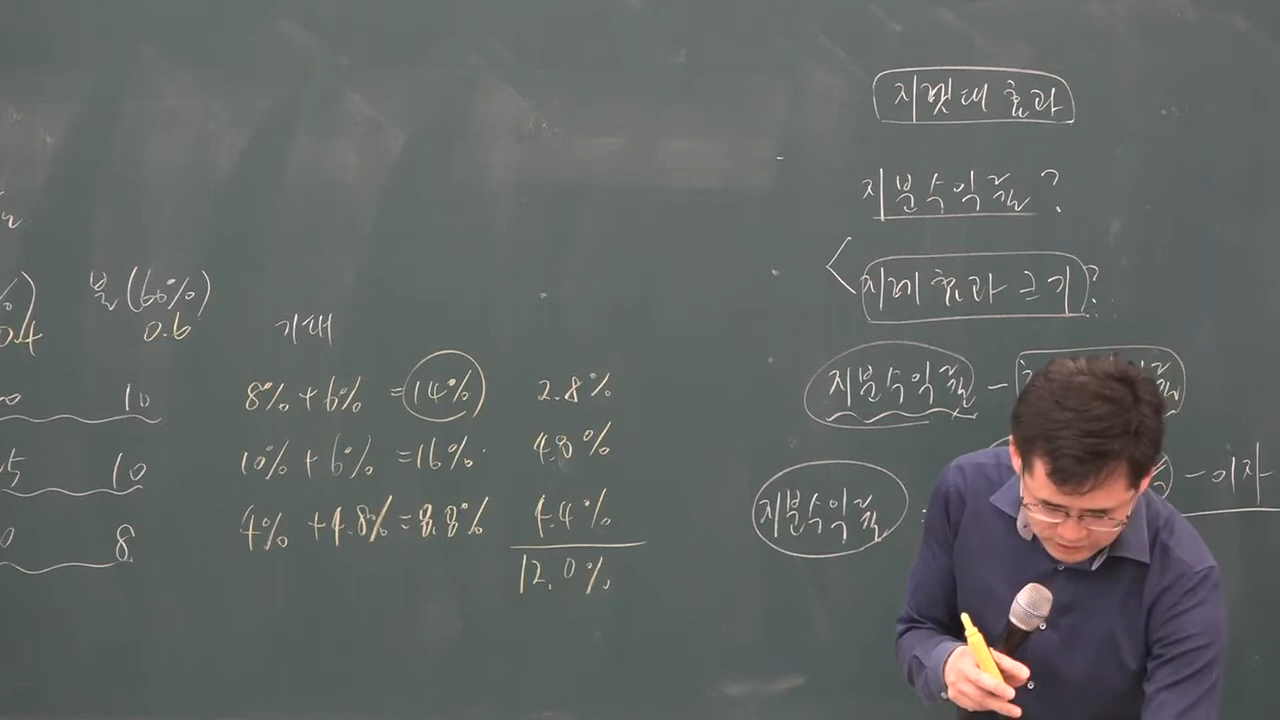 불(60%)
0.4 0.6 기대
10 8%+6% =14% 2.8%
10 10%+6% =16% 4.8%
8 4% +4.8%=8.8% 4.4%
12.0%
지렛대 효과
지분수익률?
지레 효과 크기?
지분수익률 -
지분수익률 - 이자